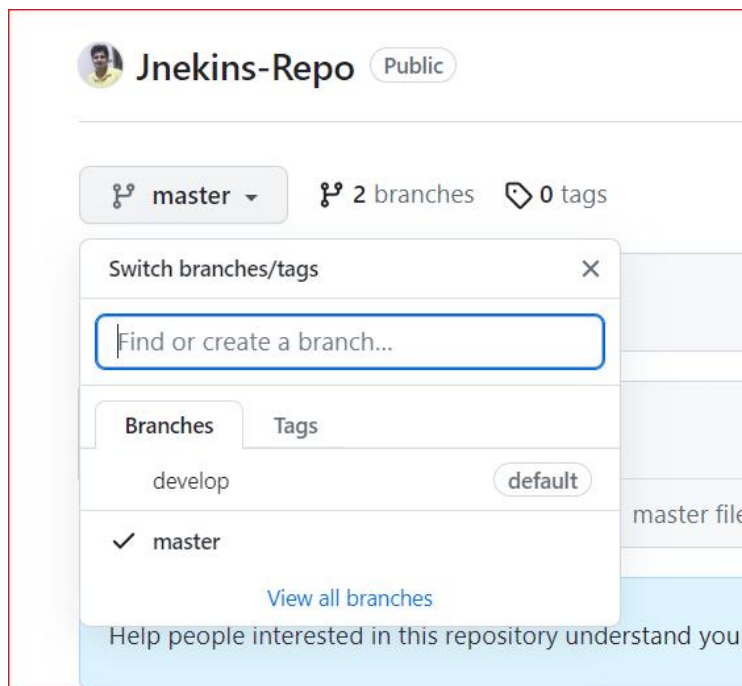 Jnekins-Repo Public
master 2 branches 0 tags
Switch branches/tags
Find or create a branch...
Branches Tags
develop default
master file
master
View all branches
Help people interested in this repository understand you